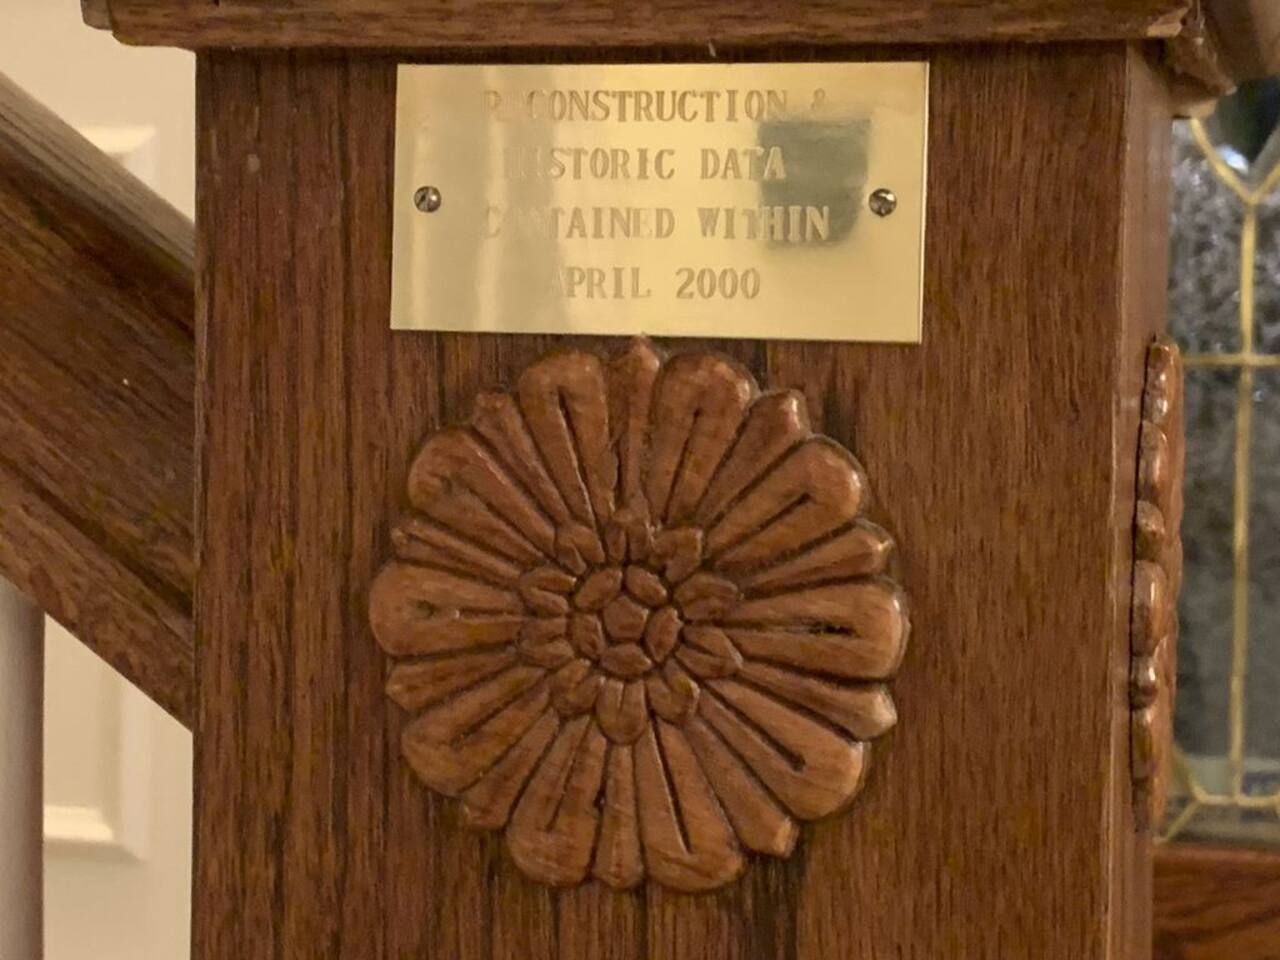 RECONSTRUCTION &
HISTORIC DATA
CONTAINED WITHIN
APRIL 2000